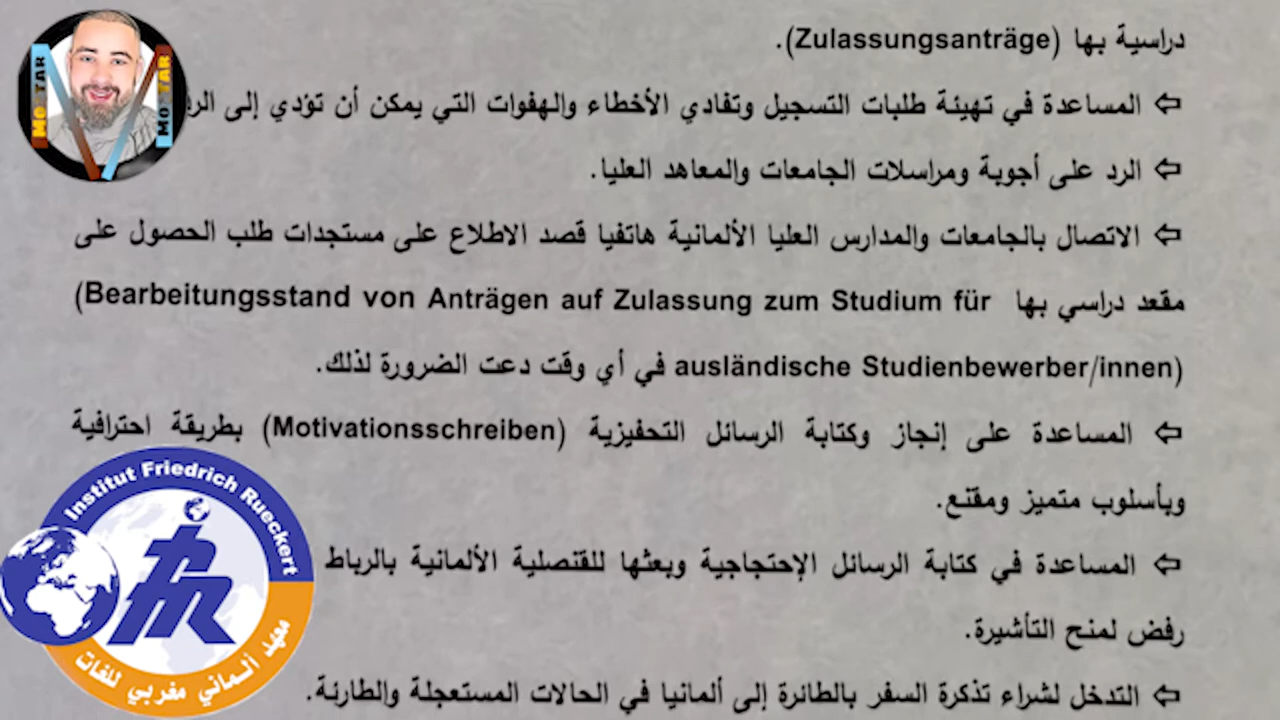 دراسية بها (Zulassungsanträge).
⇦ المساعدة في تهيئة طلبات التسجيل وتفادي الأخطاء والهفوات التي يمكن أن تؤدي إلى
⇦ الرد على أجوبة ومراسلات الجامعات والمعاهد العليا.
⇦ الاتصال بالجامعات والمدارس العليا الألمانية هاتفيا قصد الاطلاع على مستجدات طلب الحصول على
مقعد دراسي بها (Bearbeitungsstand von Anträgen auf Zulassung zum Studium für
ausländische Studienbewerber/innen) في أي وقت دعت الضرورة لذلك.
⇦ المساعدة على إنجاز وكتابة الرسائل التحفيزية (Motivationsschreiben) بطريقة احترافية
وبأسلوب متميز ومقنع.
⇦ المساعدة في كتابة الرسائل الإحتجاجية وبعثها للقنصلية الألمانية بالرباط
رفض لمنح التأشيرة.
⇦ التدخل لشراء تذكرة السفر بالطائرة إلى ألمانيا في الحالات المستعجلة والطارئة.
MOSTAR
MOSTAR
Institut Friedrich Rueckert
معهد ألماني مغربي للغات